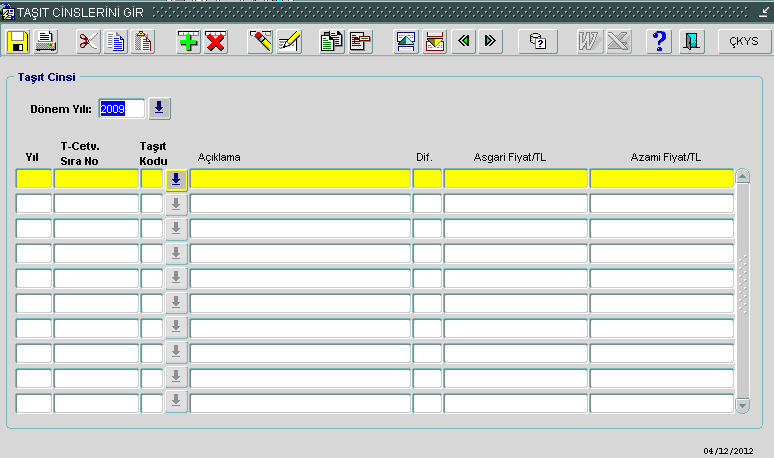 TAŞIT CİNSLERİNİ GİR
W X ? ÇKYS
Taşıt Cinsi
Dönem Yılı: 2009
Yıl T-Cetv. Sıra No Taşıt Kodu Açıklama Dif. Asgari Fiyat/TL Azami Fiyat/TL
04/12/2012